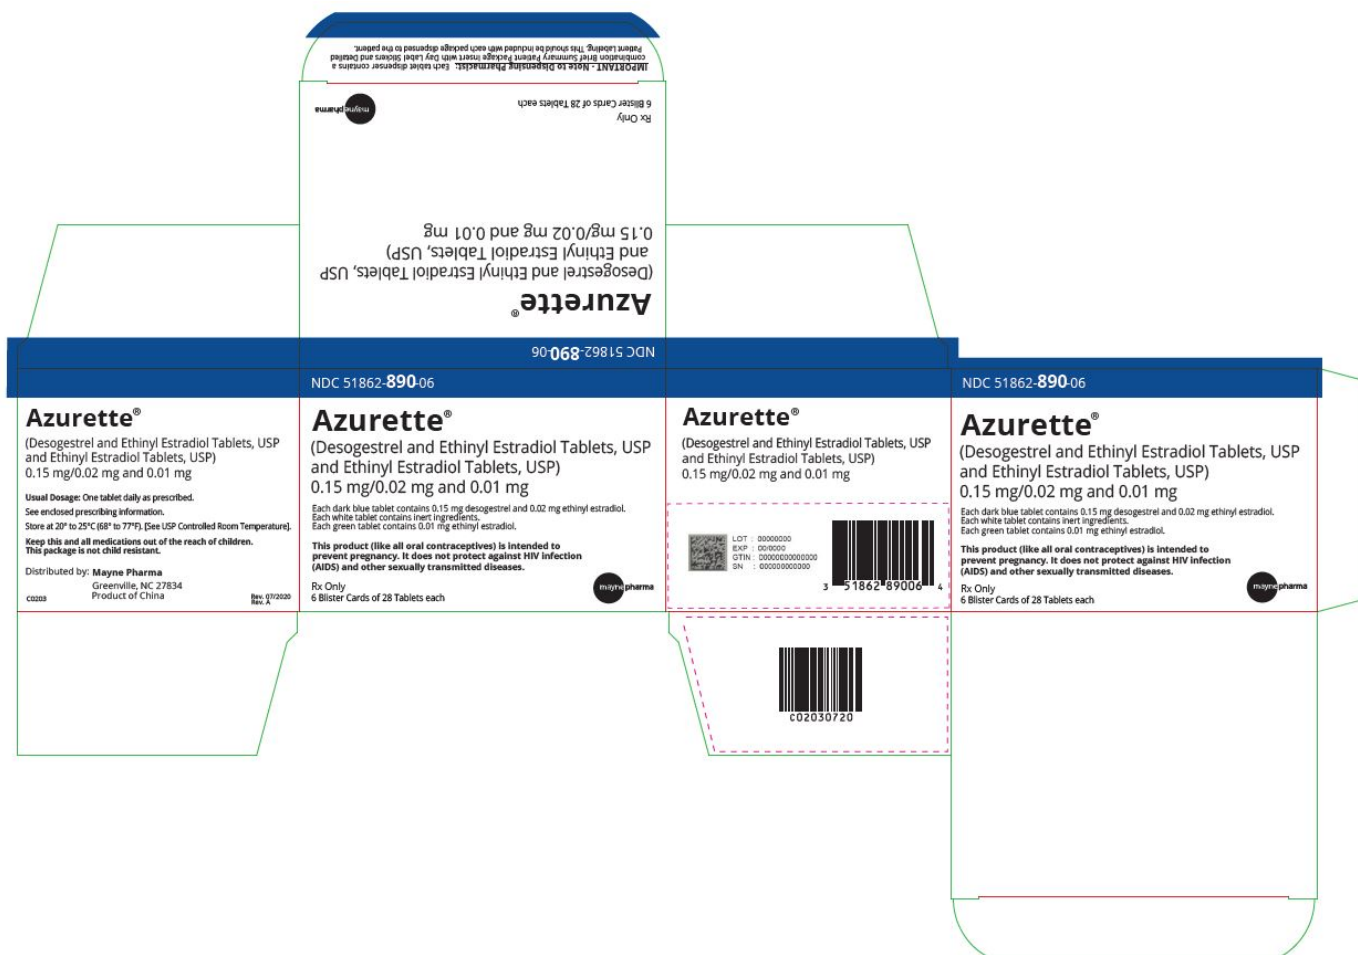 IMPORTANT - Note to Dispensing Pharmacist: Each tablet dispenser contains a
combination Brief Summary Patient Package Insert with Day Label Stickers and Detailed
Patient Labeling. This should be included with each package dispensed to the patient.
Rx Only
6 Blister Cards of 28 Tablets each
maynepharma
Azurette®
(Desogestrel and Ethinyl Estradiol Tablets, USP
and Ethinyl Estradiol Tablets, USP)
0.15 mg/0.02 mg and 0.01 mg
NDC 51862-890-06
Azurette®
(Desogestrel and Ethinyl Estradiol Tablets, USP
and Ethinyl Estradiol Tablets, USP)
0.15 mg/0.02 mg and 0.01 mg
Usual Dosage: One tablet daily as prescribed.
See enclosed prescribing information.
Store at 20° to 25°C (68° to 77°F). [See USP Controlled Room Temperature].
Keep this and all medications out of the reach of children.
This package is not child resistant.
Distributed by: Mayne Pharma
Greenville, NC 27834
Product of China
C0203
Rev. 07/2020
Rev. A
NDC 51862-890-06
Azurette®
(Desogestrel and Ethinyl Estradiol Tablets, USP
and Ethinyl Estradiol Tablets, USP)
0.15 mg/0.02 mg and 0.01 mg
Each dark blue tablet contains 0.15 mg desogestrel and 0.02 mg ethinyl estradiol.
Each white tablet contains inert ingredients.
Each green tablet contains 0.01 mg ethinyl estradiol.
This product (like all oral contraceptives) is intended to
prevent pregnancy. It does not protect against HIV infection
(AIDS) and other sexually transmitted diseases.
Rx Only
6 Blister Cards of 28 Tablets each
maynepharma
Azurette®
(Desogestrel and Ethinyl Estradiol Tablets, USP
and Ethinyl Estradiol Tablets, USP)
0.15 mg/0.02 mg and 0.01 mg
LOT : 00000000
EXP : 00/0000
GTIN : 00000000000000
SN : 000000000000
3 51862 89006 4
C02030720
NDC 51862-890-06
Azurette®
(Desogestrel and Ethinyl Estradiol Tablets, USP
and Ethinyl Estradiol Tablets, USP)
0.15 mg/0.02 mg and 0.01 mg
Each dark blue tablet contains 0.15 mg desogestrel and 0.02 mg ethinyl estradiol.
Each white tablet contains inert ingredients.
Each green tablet contains 0.01 mg ethinyl estradiol.
This product (like all oral contraceptives) is intended to
prevent pregnancy. It does not protect against HIV infection
(AIDS) and other sexually transmitted diseases.
Rx Only
6 Blister Cards of 28 Tablets each
maynepharma